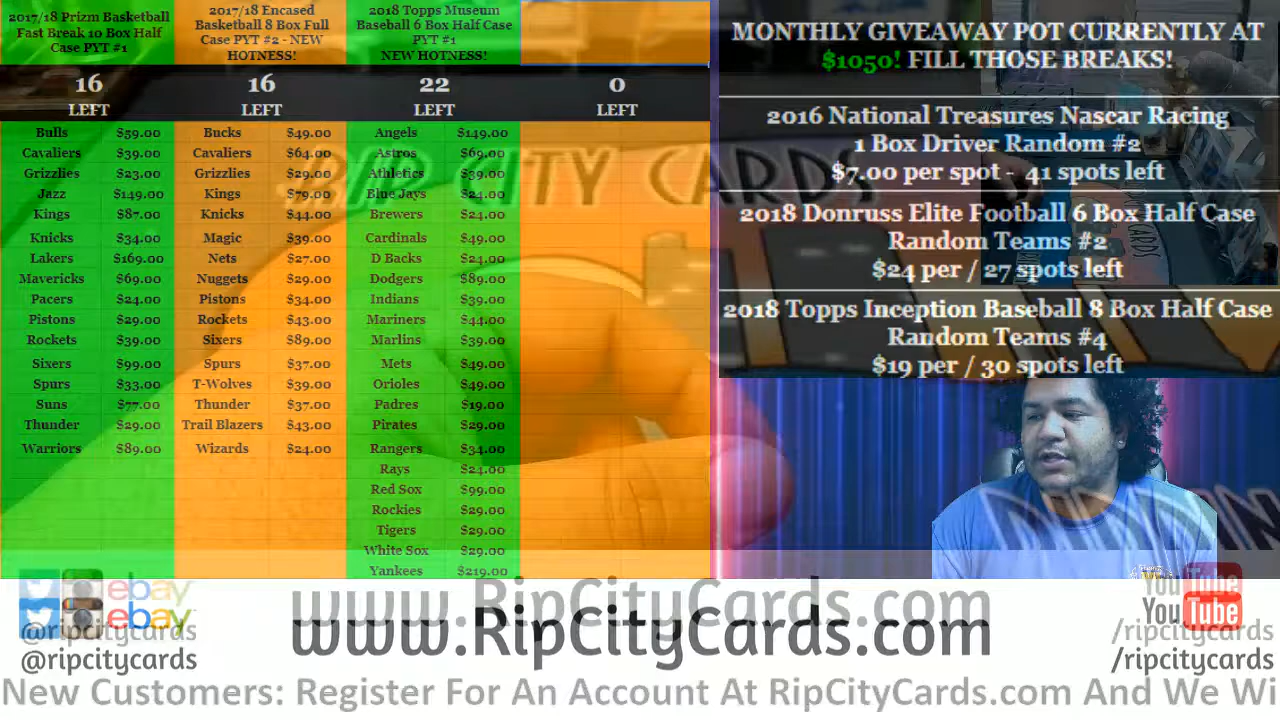 2017/18 Prizm Basketball
Fast Break 10 Box Half
Case PYT #1
16
LEFT
Bulls $59.00
Cavaliers $39.00
Grizzlies $23.00
Jazz $149.00
Kings $87.00
Knicks $34.00
Lakers $169.00
Mavericks $69.00
Pacers $24.00
Pistons $29.00
Rockets $39.00
Sixers $99.00
Spurs $33.00
Suns $77.00
Thunder $29.00
Warriors $89.00
2017/18 Encased
Basketball 8 Box Full
Case PYT #2 - NEW
HOTNESS!
16
LEFT
Bucks $49.00
Cavaliers $64.00
Grizzlies $29.00
Kings $79.00
Knicks $44.00
Magic $39.00
Nets $27.00
Nuggets $29.00
Pistons $34.00
Rockets $43.00
Sixers $89.00
Spurs $37.00
T-Wolves $39.00
Thunder $37.00
Trail Blazers $43.00
Wizards $24.00
2018 Topps Museum
Baseball 6 Box Half Case
PYT #1
NEW HOTNESS!
22
LEFT
Angels $149.00
Astros $69.00
Athletics $39.00
Blue Jays $24.00
Brewers $24.00
Cardinals $49.00
D Backs $24.00
Dodgers $89.00
Indians $39.00
Mariners $44.00
Marlins $39.00
Mets $49.00
Orioles $49.00
Padres $19.00
Pirates $29.00
Rangers $34.00
Rays $24.00
Red Sox $99.00
Rockies $29.00
Tigers $29.00
White Sox $29.00
Yankees $219.00
0
LEFT
RIP CITY CARDS
MONTHLY GIVEAWAY POT CURRENTLY AT
$1050! FILL THOSE BREAKS!
2016 National Treasures Nascar Racing
1 Box Driver Random #2
$7.00 per spot - 41 spots left
2018 Donruss Elite Football 6 Box Half Case
Random Teams #2
$24 per / 27 spots left
2018 Topps Inception Baseball 8 Box Half Case
Random Teams #4
$19 per / 30 spots left
ebay
ebay
@ripcitycards
@ripcitycards
www.RipCityCards.com
www.RipCityCards.com
You Tube
You Tube
/ripcitycards
/ripcitycards
New Customers: Register For An Account At RipCityCards.com And We Wi